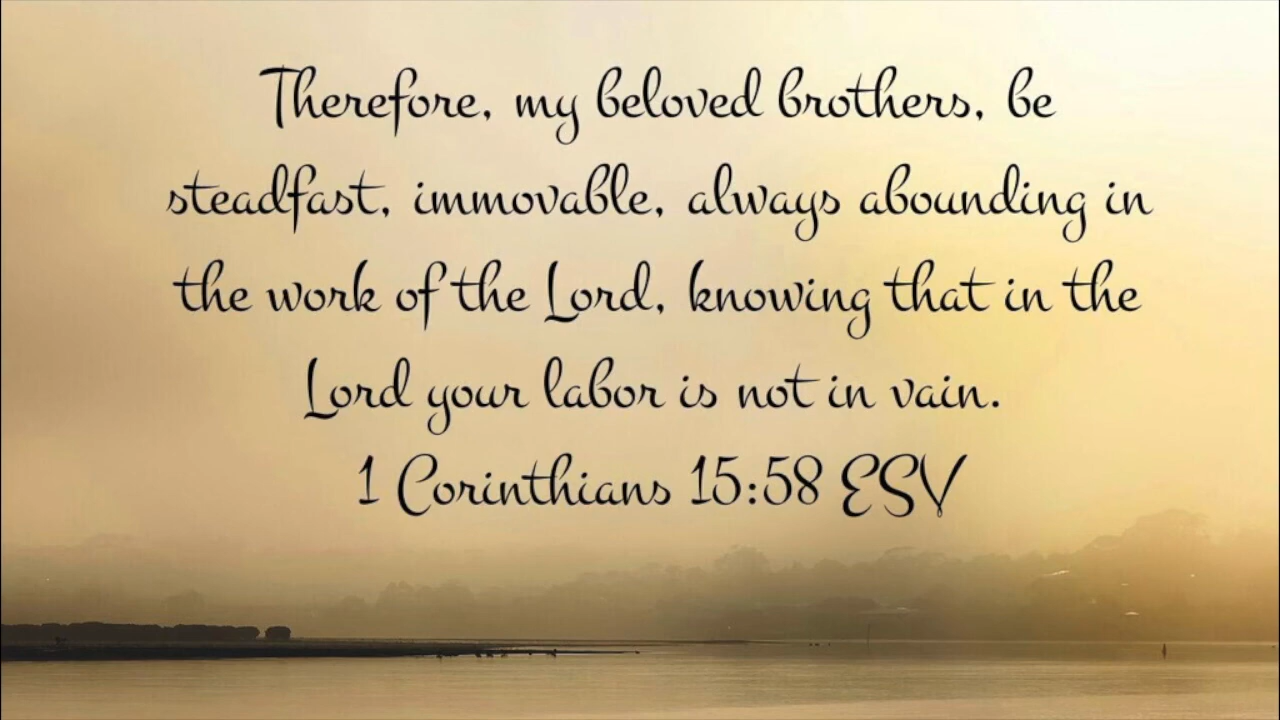 Therefore, my beloved brothers, be
steadfast, immovable, always abounding in
the work of the Lord, knowing that in the
Lord your labor is not in vain.
1 Corinthians 15:58 ESV